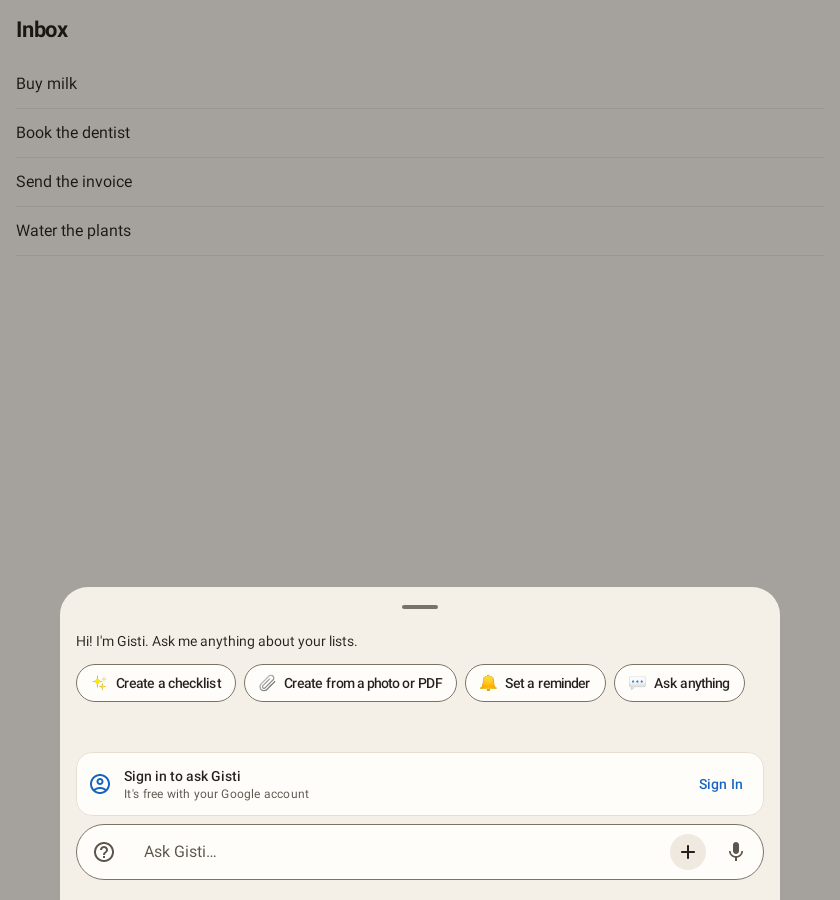 Inbox
Buy milk
Book the dentist
Send the invoice
Water the plants
Hi! I'm Gisti. Ask me anything about your lists.
Create a checklist
Create from a photo or PDF
Set a reminder
Ask anything
Sign in to ask Gisti
It's free with your Google account
Sign In
Ask Gisti...